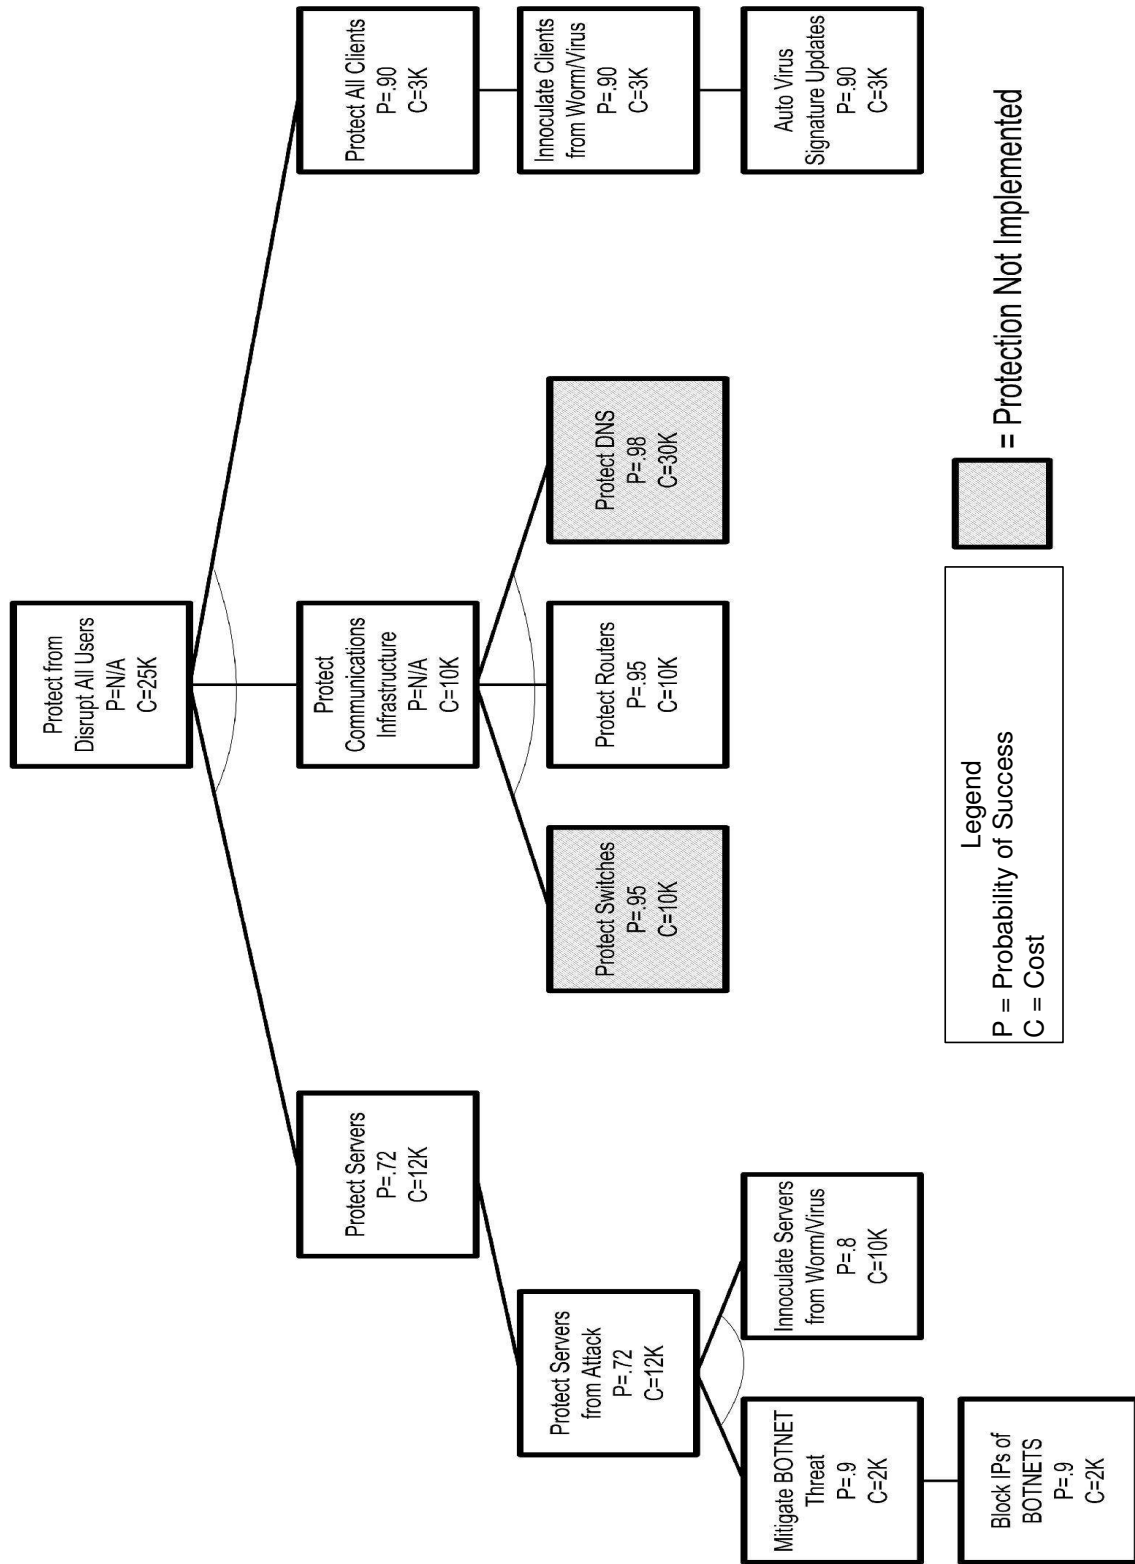 Protect from
Disrupt All Users
P=N/A
C=25K
Protect Servers
P=.72
C=12K
Protect
Communications
Infrastructure
P=N/A
C=10K
Protect All Clients
P=.90
C=3K
Protect Servers
from Attack
P=.72
C=12K
Protect Switches
P=.95
C=10K
Protect Routers
P=.95
C=10K
Protect DNS
P=.98
C=30K
Innoculate Clients
from Worm/Virus
P=.90
C=3K
Mitigate BOTNET
Threat
P=.9
C=2K
Innoculate Servers
from Worm/Virus
P=.8
C=10K
Auto Virus
Signature Updates
P=.90
C=3K
Block IPs of
BOTNETS
P=.9
C=2K
Legend
P = Probability of Success
C = Cost
= Protection Not Implemented